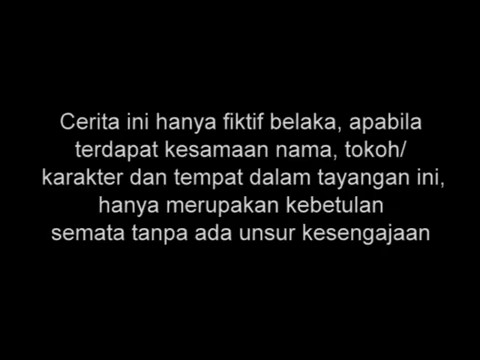 Cerita ini hanya fiktif belaka, apabila
terdapat kesamaan nama, tokoh/
karakter dan tempat dalam tayangan ini,
hanya merupakan kebetulan
semata tanpa ada unsur kesengajaan